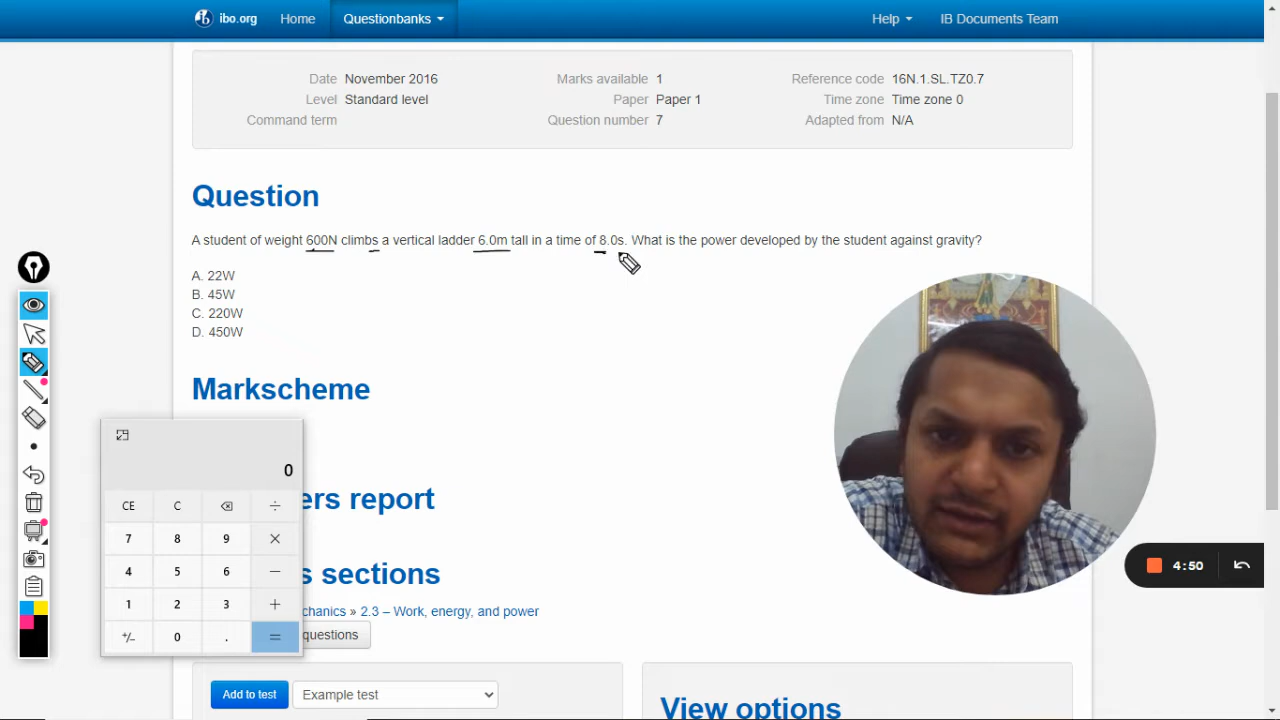 ibo.org Home Questionbanks Help IB Documents Team
Date November 2016 Marks available 1 Reference code 16N.1.SL.TZ0.7
Level Standard level Paper Paper 1 Time zone Time zone 0
Command term Question number 7 Adapted from N/A
Question
A student of weight 600N climbs a vertical ladder 6.0m tall in a time of 8.0s. What is the power developed by the student against gravity?
A. 22W
B. 45W
C. 220W
D. 450W
Markscheme
0
CE C ÷
7 8 9 ×
4 5 6 −
1 2 3 +
+/− 0 . =
ers report
s sections
hanics » 2.3 – Work, energy, and power
questions
4:50
Add to test Example test
View options